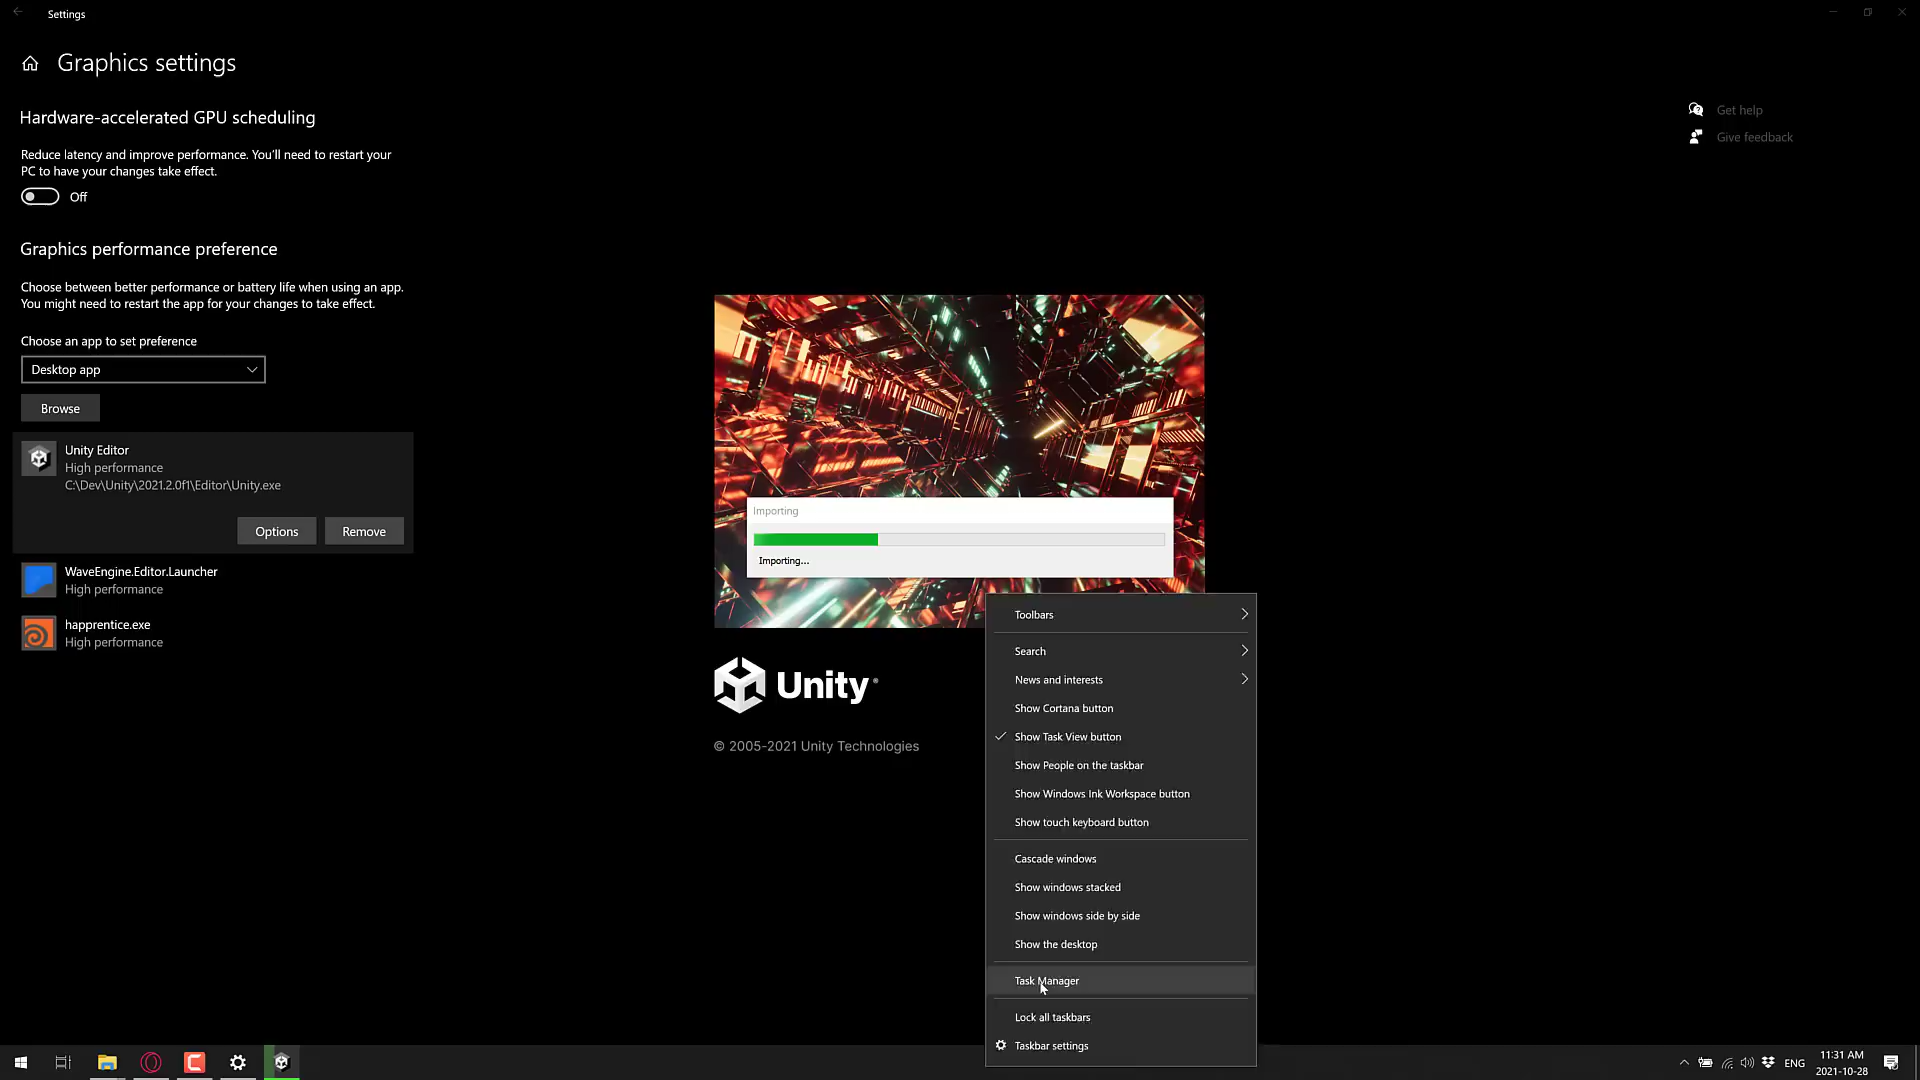 Settings
Graphics settings
Hardware-accelerated GPU scheduling
Reduce latency and improve performance. You'll need to restart your
PC to have your changes take effect.
Off
Graphics performance preference
Choose between better performance or battery life when using an app.
You might need to restart the app for your changes to take effect.
Choose an app to set preference
Desktop app
Browse
Unity Editor
High performance
C:\Dev\Unity\2021.2.0f1\Editor\Unity.exe
Options
Remove
WaveEngine.Editor.Launcher
High performance
happrentice.exe
High performance
Get help
Give feedback
Importing
Importing...
Unity®
© 2005-2021 Unity Technologies
Toolbars
Search
News and interests
Show Cortana button
Show Task View button
Show People on the taskbar
Show Windows Ink Workspace button
Show touch keyboard button
Cascade windows
Show windows stacked
Show windows side by side
Show the desktop
Task Manager
Lock all taskbars
Taskbar settings
ENG
11:31 AM
2021-10-28